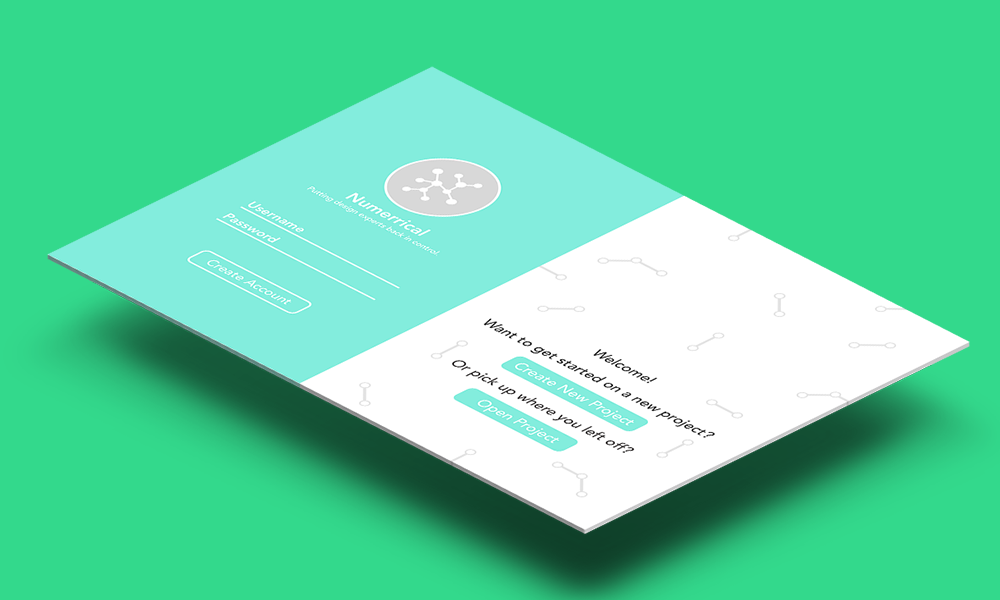 Numerrical
Putting design experts back in control.
Username
Password
Create Account
Welcome!
Want to get started on a new project?
Create New Project
Or pick up where you left off?
Open Project